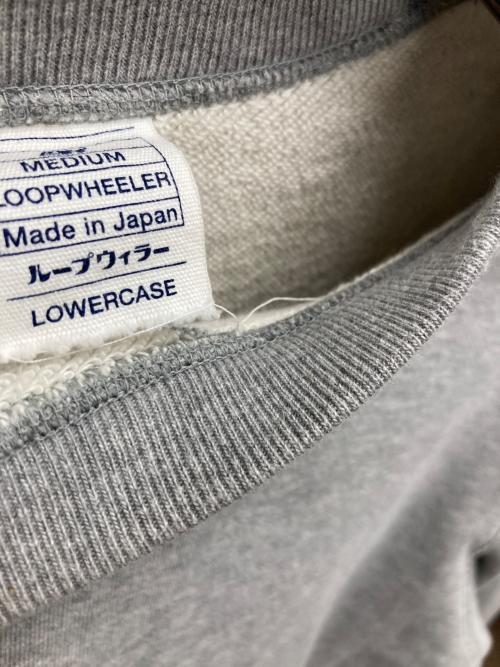 MEDIUM
LOOPWHEELER
Made in Japan
ループウィラー
LOWERCASE